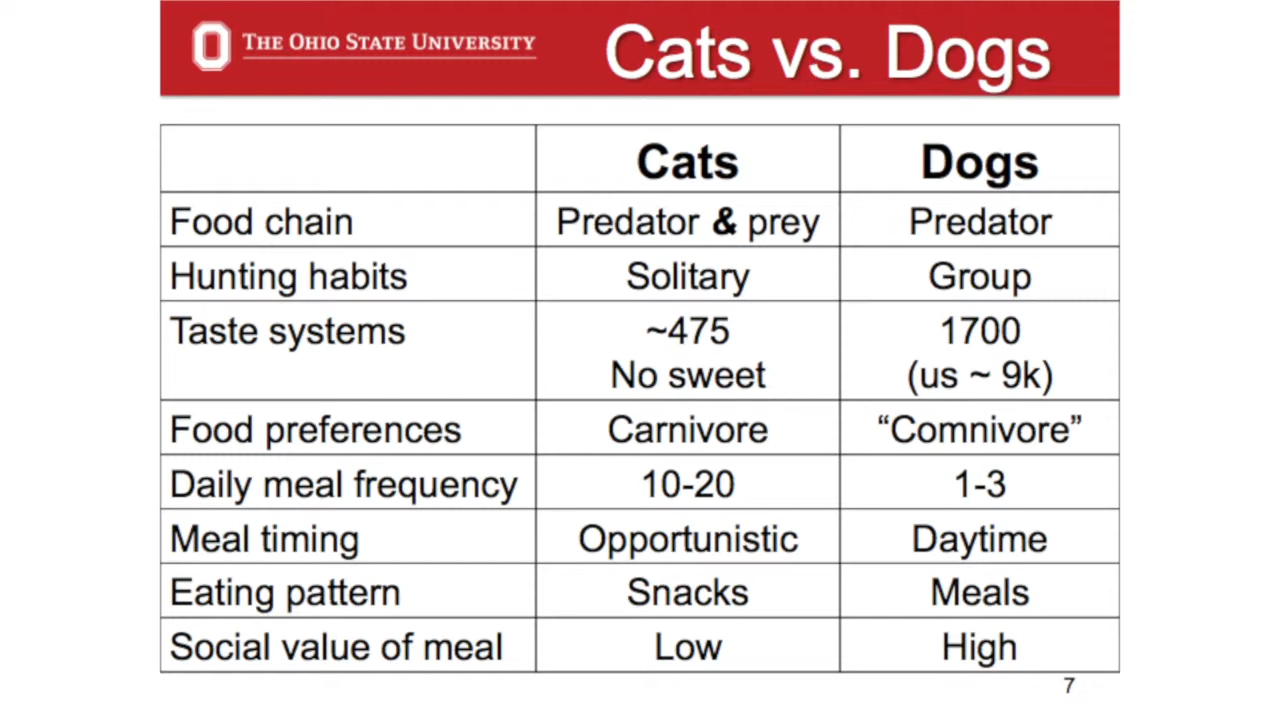 THE OHIO STATE UNIVERSITY
Cats vs. Dogs
Cats Dogs
Food chain Predator & prey Predator
Hunting habits Solitary Group
Taste systems ~475 1700
No sweet (us ~ 9k)
Food preferences Carnivore “Comnivore”
Daily meal frequency 10-20 1-3
Meal timing Opportunistic Daytime
Eating pattern Snacks Meals
Social value of meal Low High
7